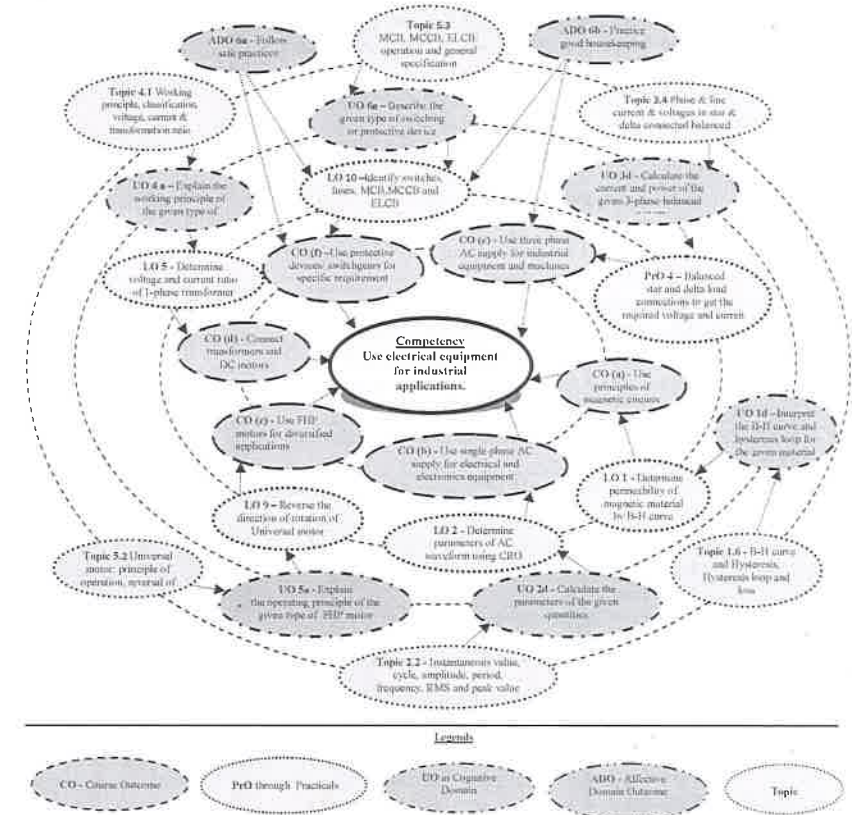 Topic 5.3
MCB, MCCB, ELCB
operation and general
specification
ADO 6a - Follow
safe practices
ADO 6b - Practice
good housekeeping
Topic 4.1 Working
principle, classification,
voltage, current &
transformation ratio
UO 6a – Describe the
given type of switching
or protective device
Topic 3.4 Phase & line
current & voltages in star &
delta connected balanced
UO 4a – Explain the
working principle of
the given type of
LO 10 –Identify switches,
fuses, MCB,MCCB and
ELCB
UO 3d - Calculate the
current and power of the
given 3-phase balanced
LO 5 - Determine
voltage and current ratio
of 1-phase transformer
CO (f) –Use protective
devices/ switchgears for
specific requirement
CO (e) - Use three phase
AC supply for industrial
equipment and machines
PrO 4 – Balanced
star and delta load
connections to get the
required voltage and current
CO (d) - Connect
transformers and
DC motors
Competency
Use electrical equipment
for industrial
applications.
CO (a) - Use
principles of
magnetic circuits
CO (c) - Use FHP
motors for diversified
applications
CO (b) - Use single phase AC
supply for electrical and
electronics equipment
UO 1d – Interpret
the B-H curve and
hysteresis loop for
the given material
LO 9 – Reverse the
direction of rotation of
Universal motor
LO 2 – Determine
parameters of AC
waveform using CRO
LO 1 - Determine
permeability of
magnetic material
by B-H curve
Topic 5.2 Universal
motor: principle of
operation, reversal of
UO 5a - Explain
the operating principle of the
given type of FHP motor
UO 2d - Calculate the
parameters of the given
quantities
Topic 1.6 - B-H curve
and Hysteresis,
Hysteresis loop and
loss
Topic 2.2 - Instantaneous value,
cycle, amplitude, period,
frequency, RMS and peak value
Legends
CO - Course Outcome
PrO through Practicals
UO in Cognitive
Domain
ADO - Affective
Domain Outcome
Topic